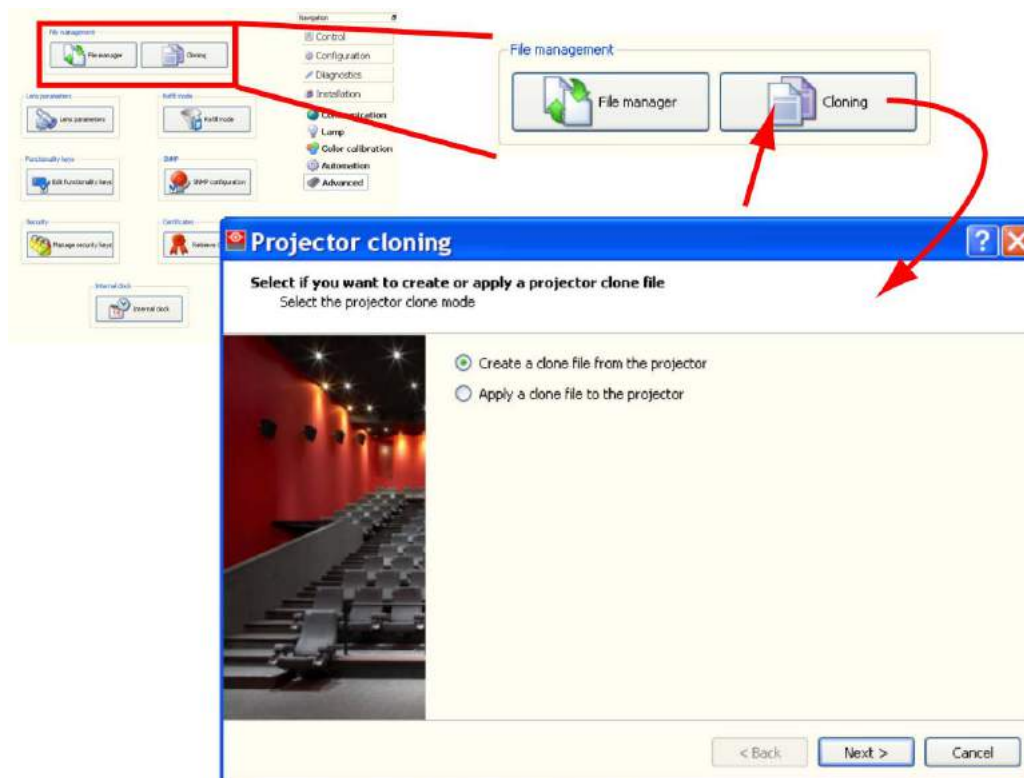 File management
File manager
Cloning
Lens parameters
Lens parameters
Refill mode
Refill mode
Functionality keys
Edit functionality keys
SNMP
SNMP configuration
Security
Manage security keys
Certificates
Retrieve
Internal clock
Internal clock
Navigation
Control
Configuration
Diagnostics
Installation
Communication
Lamp
Color calibration
Automation
Advanced
File management
File manager
Cloning
Projector cloning
Select if you want to create or apply a projector clone file
Select the projector clone mode
Create a clone file from the projector
Apply a clone file to the projector
< Back
Next >
Cancel